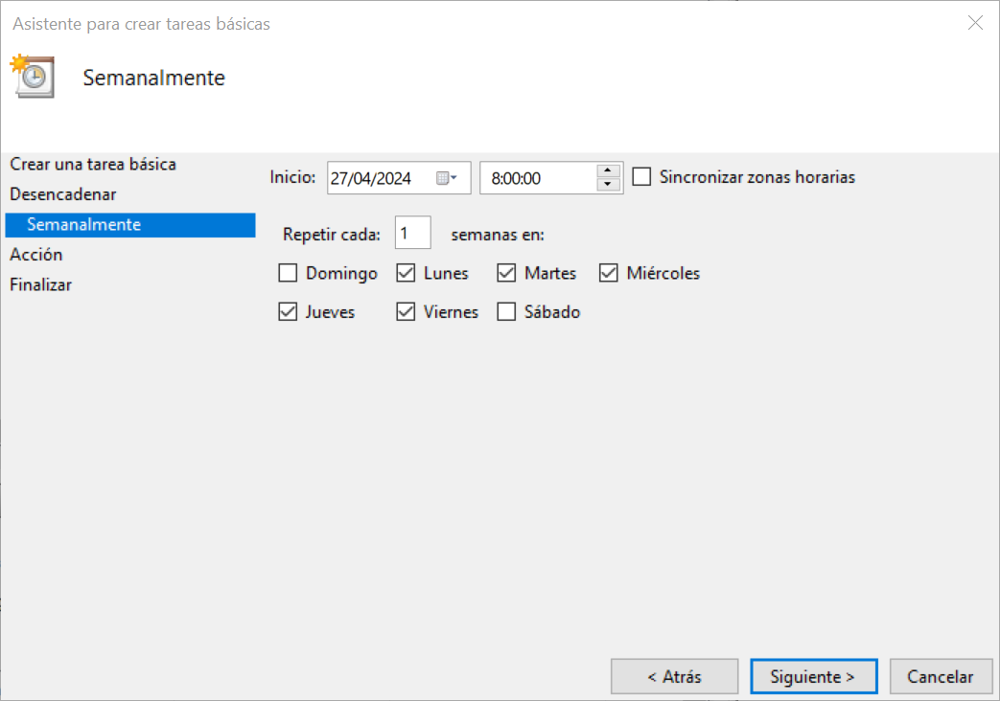 Asistente para crear tareas básicas
Semanalmente
Crear una tarea básica
Desencadenar
Semanalmente
Acción
Finalizar
Inicio: 27/04/2024 8:00:00 Sincronizar zonas horarias
Repetir cada: 1 semanas en:
Domingo Lunes Martes Miércoles
Jueves Viernes Sábado
< Atrás Siguiente > Cancelar